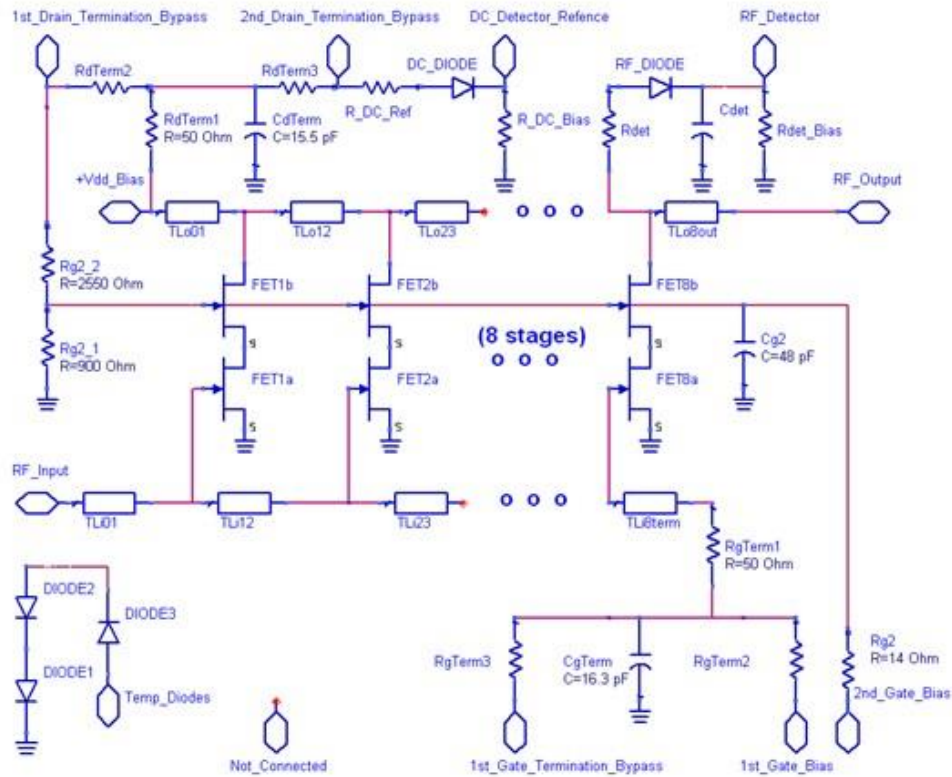 1st_Drain_Termination_Bypass
2nd_Drain_Termination_Bypass
DC_Detector_Refence
RF_Detector
RdTerm2
RdTerm3
DC_DIODE
RF_DIODE
R_DC_Ref
Cdet
RdTerm1
R=50 Ohm
CdTerm
C=15.5 pF
R_DC_Bias
Rdet
Rdet_Bias
+Vdd_Bias
RF_Output
TLo01
TLo12
TLo23
o o o
TLo8out
Rg2_2
R=2550 Ohm
FET1b
FET2b
FET8b
S
S
S
(8 stages)
o o o
Cg2
C=48 pF
Rg2_1
R=900 Ohm
FET1a
FET2a
FET8a
S
S
S
RF_Input
TLi01
TLi12
TLi23
o o o
TLi8term
RgTerm1
R=50 Ohm
DIODE2
DIODE3
DIODE1
Temp_Diodes
RgTerm3
CgTerm
C=16.3 pF
RgTerm2
Rg2
R=14 Ohm
2nd_Gate_Bias
Not_Connected
1st_Gate_Termination_Bypass
1st_Gate_Bias